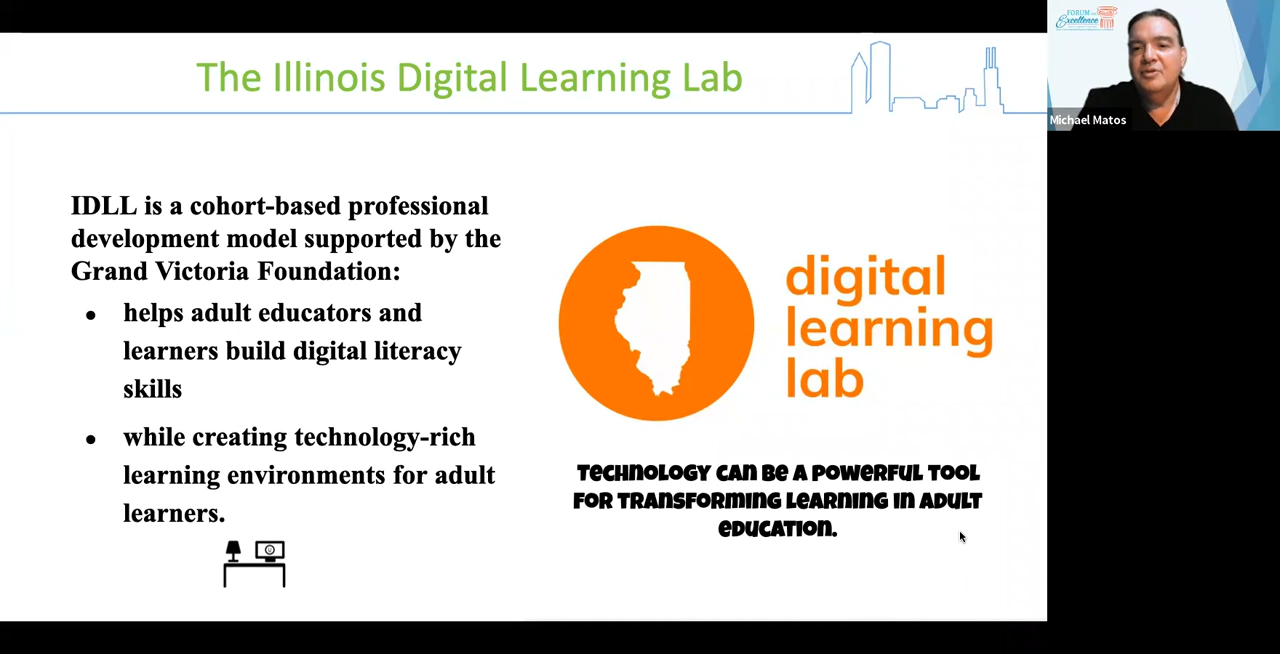 The Illinois Digital Learning Lab
IDLL is a cohort-based professional
development model supported by the
Grand Victoria Foundation:
• helps adult educators and
learners build digital literacy
skills
• while creating technology-rich
learning environments for adult
learners.
digital
learning
lab
Technology can be a powerful tool
for transforming learning in adult
education.
FORUM
Excellence
Michael Matos